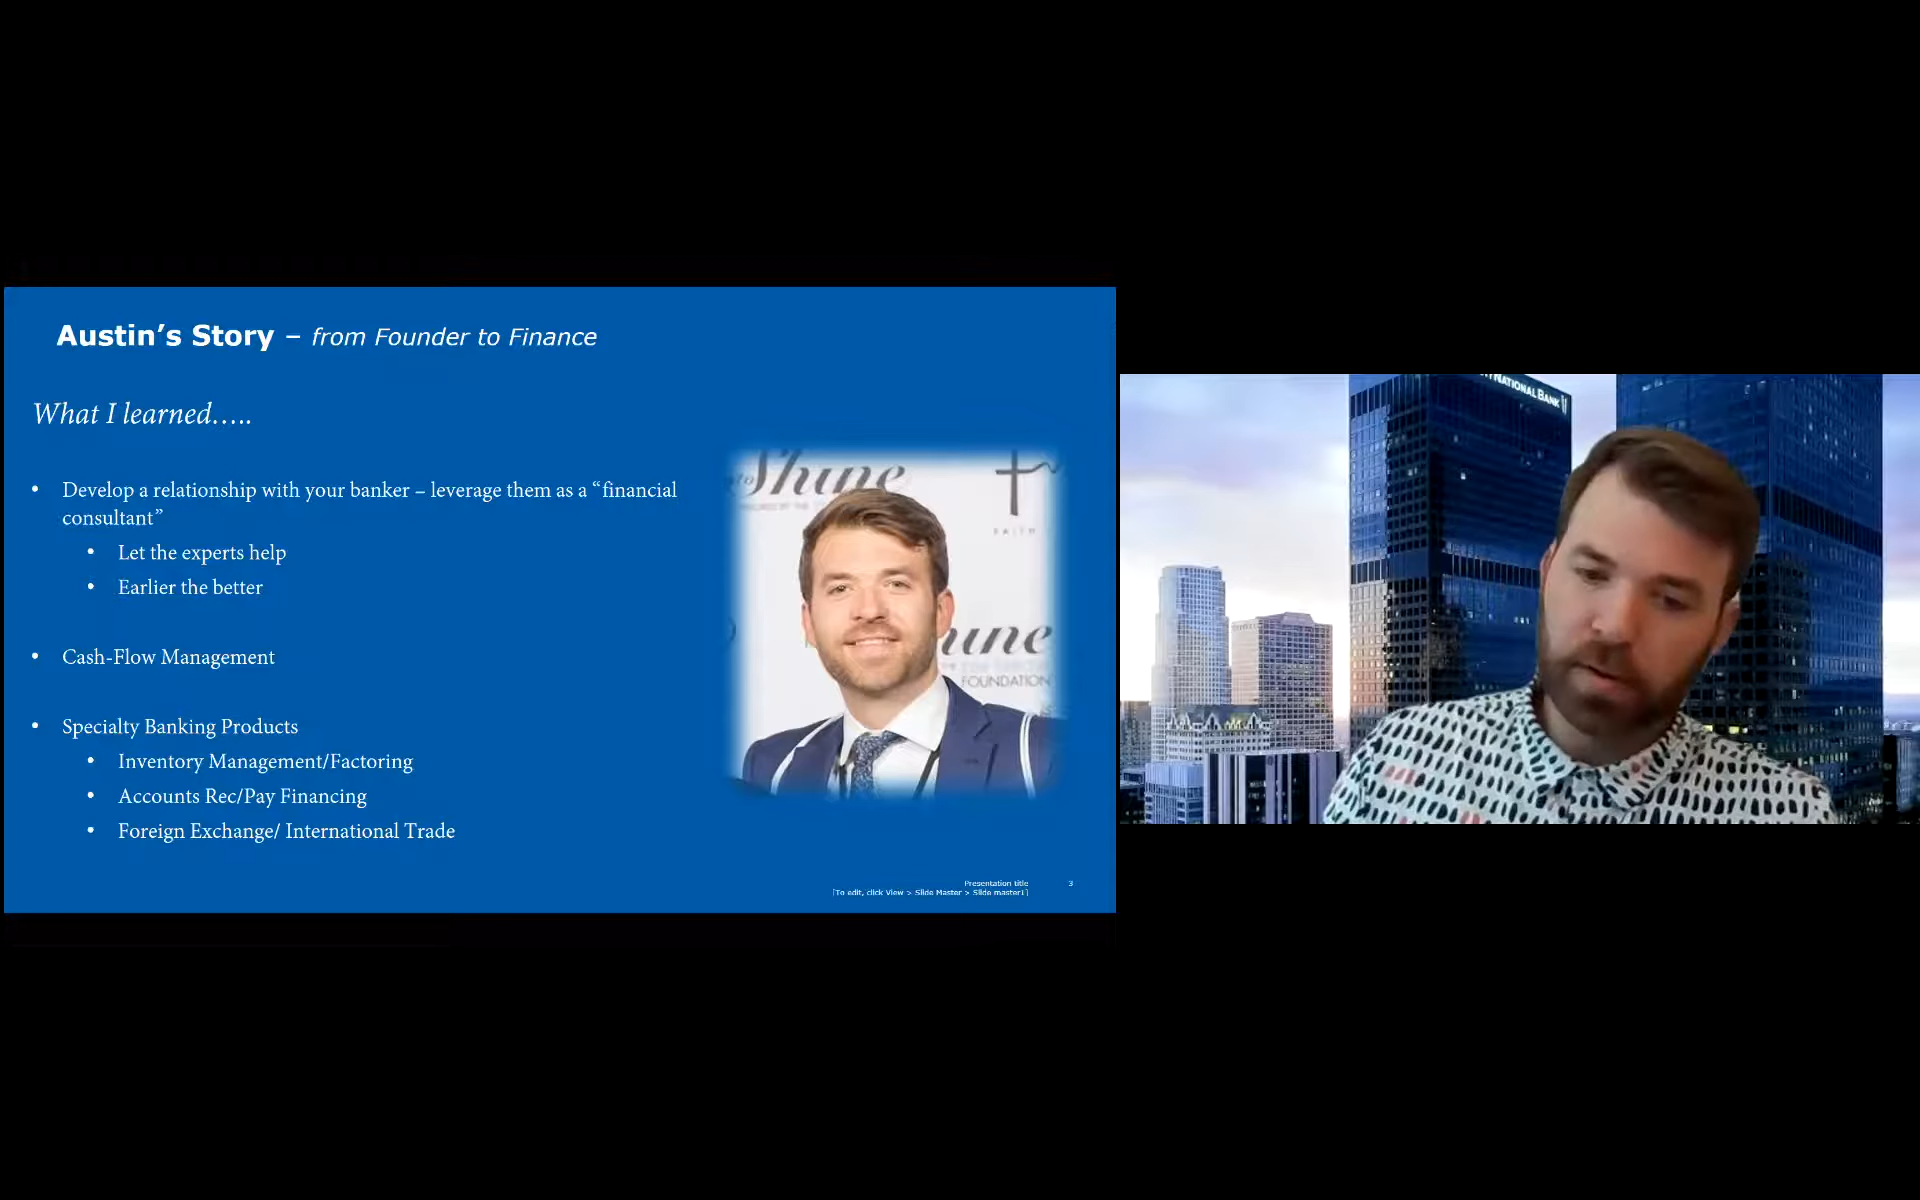 Austin’s Story – from Founder to Finance
What I learned…..
• Develop a relationship with your banker – leverage them as a “financial
consultant”
• Let the experts help
• Earlier the better
• Cash-Flow Management
• Specialty Banking Products
• Inventory Management/Factoring
• Accounts Rec/Pay Financing
• Foreign Exchange/ International Trade
Shine
FAITH
FOUNDATION
Presentation title
3
[To edit, click View > Slide Master > Slide master1]
NATIONAL BANK